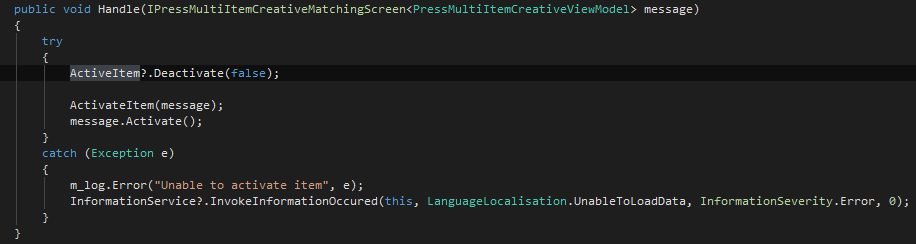 public void Handle(IPressMultiItemCreativeMatchingScreen<PressMultiItemCreativeViewModel> message)
{
    try
    {
        ActiveItem?.Deactivate(false);

        ActivateItem(message);
        message.Activate();
    }
    catch (Exception e)
    {
        m_log.Error("Unable to activate item", e);
        InformationService?.InvokeInformationOccured(this, LanguageLocalisation.UnableToLoadData, InformationSeverity.Error, 0);
    }
}